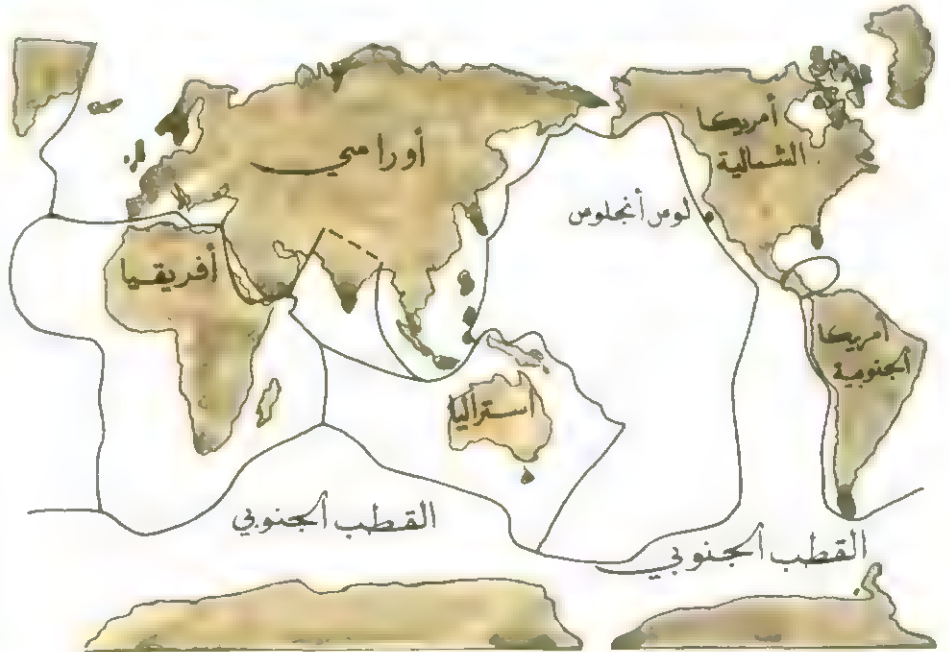 أمريكا
الشمالية
أوراسي
لوس أنجلوس
أفريقيا
أمريكا
الجنوبية
أستراليا
القطب الجنوبي
القطب الجنوبي